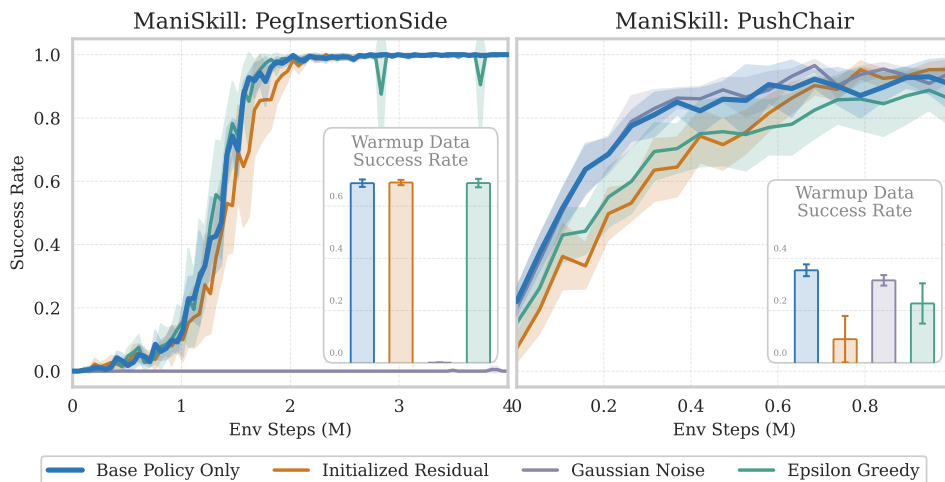 ManiSkill: PegInsertionSide
ManiSkill: PushChair
Success Rate
1.0
0.8
0.6
0.4
0.2
0.0
Warmup Data
Success Rate
0.6
0.4
0.2
0.0
Warmup Data
Success Rate
0.4
0.2
0.0
0 1 2 3 4
0 0.2 0.4 0.6 0.8
Env Steps (M)
Env Steps (M)
Base Policy Only Initialized Residual Gaussian Noise Epsilon Greedy